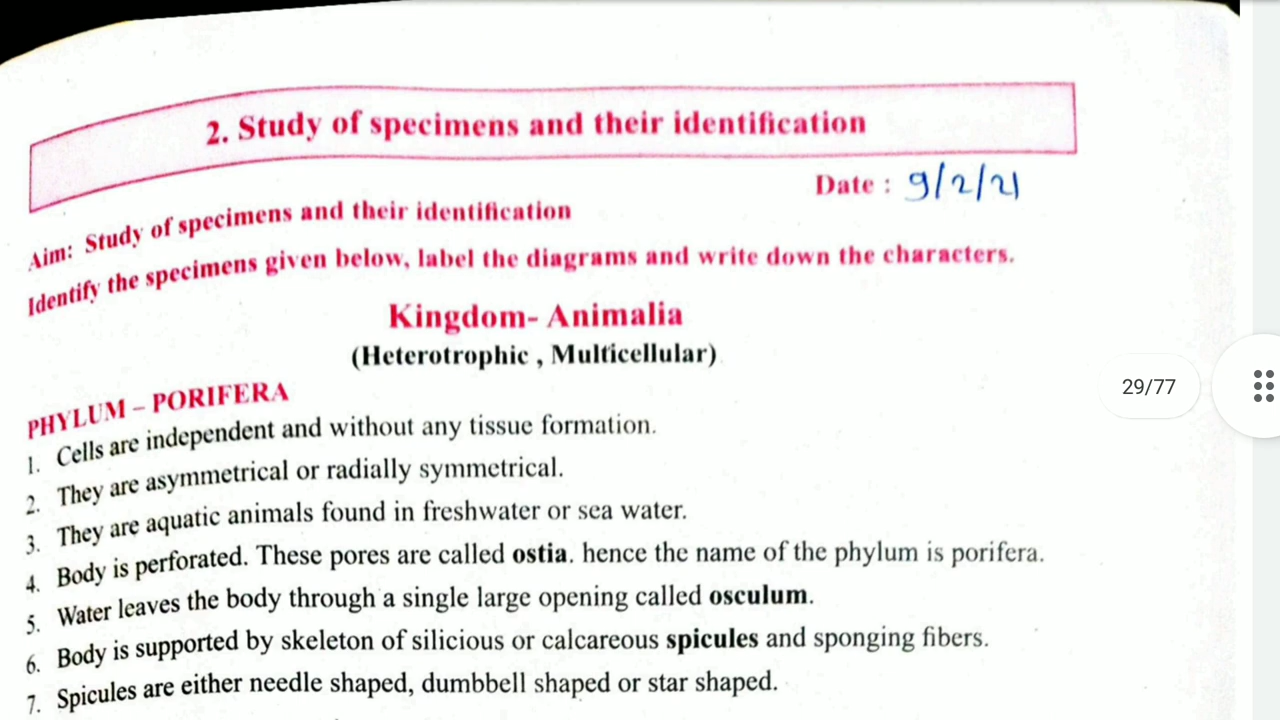 2. Study of specimens and their identification
Date : 9/2/21
Aim: Study of specimens and their identification
Identify the specimens given below, label the diagrams and write down the characters.
Kingdom- Animalia
(Heterotrophic , Multicellular)
PHYLUM – PORIFERA
1. Cells are independent and without any tissue formation.
2. They are asymmetrical or radially symmetrical.
3. They are aquatic animals found in freshwater or sea water.
4. Body is perforated. These pores are called ostia. hence the name of the phylum is porifera.
5. Water leaves the body through a single large opening called osculum.
6. Body is supported by skeleton of silicious or calcareous spicules and sponging fibers.
7. Spicules are either needle shaped, dumbbell shaped or star shaped.
29/77